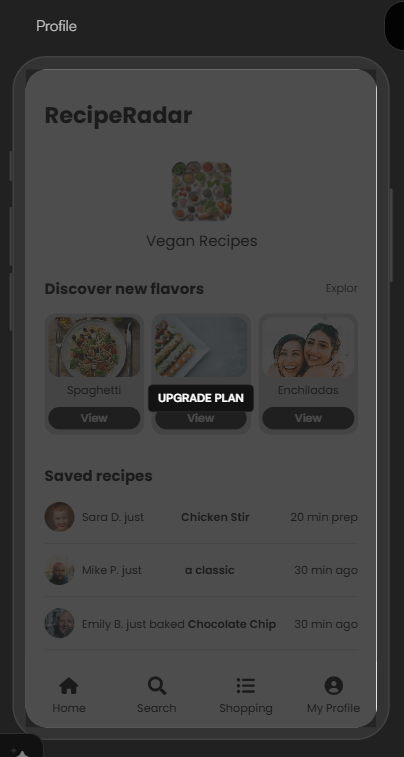 Profile
RecipeRadar
Vegan Recipes
Discover new flavors Explor
Spaghetti Enchiladas
UPGRADE PLAN
View View View
Saved recipes
Sara D. just Chicken Stir 20 min prep
Mike P. just a classic 30 min ago
Emily B. just baked Chocolate Chip 30 min ago
Home Search Shopping My Profile